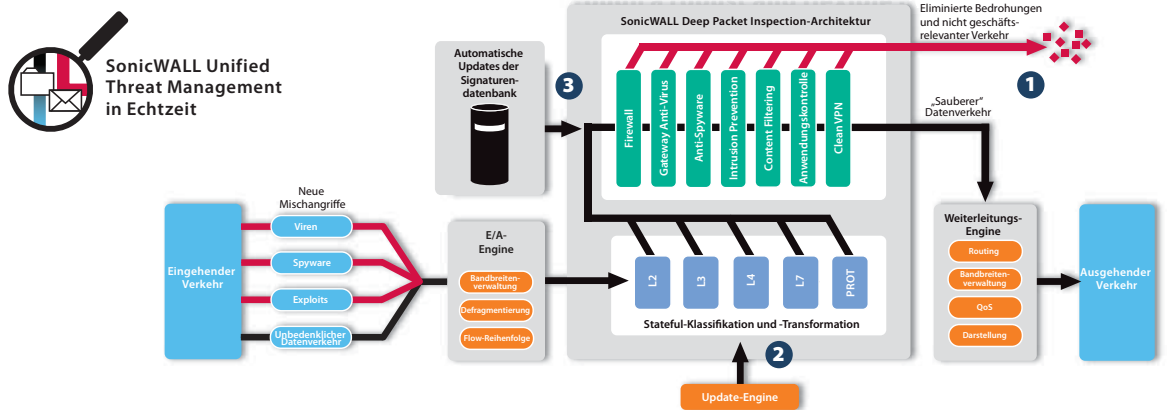 SonicWALL Unified
Threat Management
in Echtzeit
Automatische
Updates der
Signaturen-
datenbank
3
SonicWALL Deep Packet Inspection-Architektur
Firewall
Gateway Anti-Virus
Anti-Spyware
Intrusion Prevention
Content Filtering
Anwendungskontrolle
Clean VPN
Eliminierte Bedrohungen
und nicht geschäfts-
relevanter Verkehr
1
„Sauberer”
Datenverkehr
Neue
Mischangriffe
Eingehender
Verkehr
Viren
Spyware
Exploits
Unbedenklicher
Datenverkehr
E/A-
Engine
Bandbreiten-
verwaltung
Defragmentierung
Flow-Reihenfolge
L2
L3
L4
L7
PROT
Stateful-Klassifikation und -Transformation
2
Update-Engine
Weiterleitungs-
Engine
Routing
Bandbreiten-
verwaltung
QoS
Darstellung
Ausgehender
Verkehr